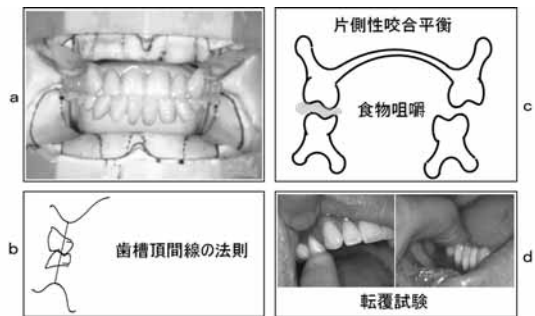 a
片側性咬合平衡
食物咀嚼
c
b
歯槽頂間線の法則
d
転覆試験